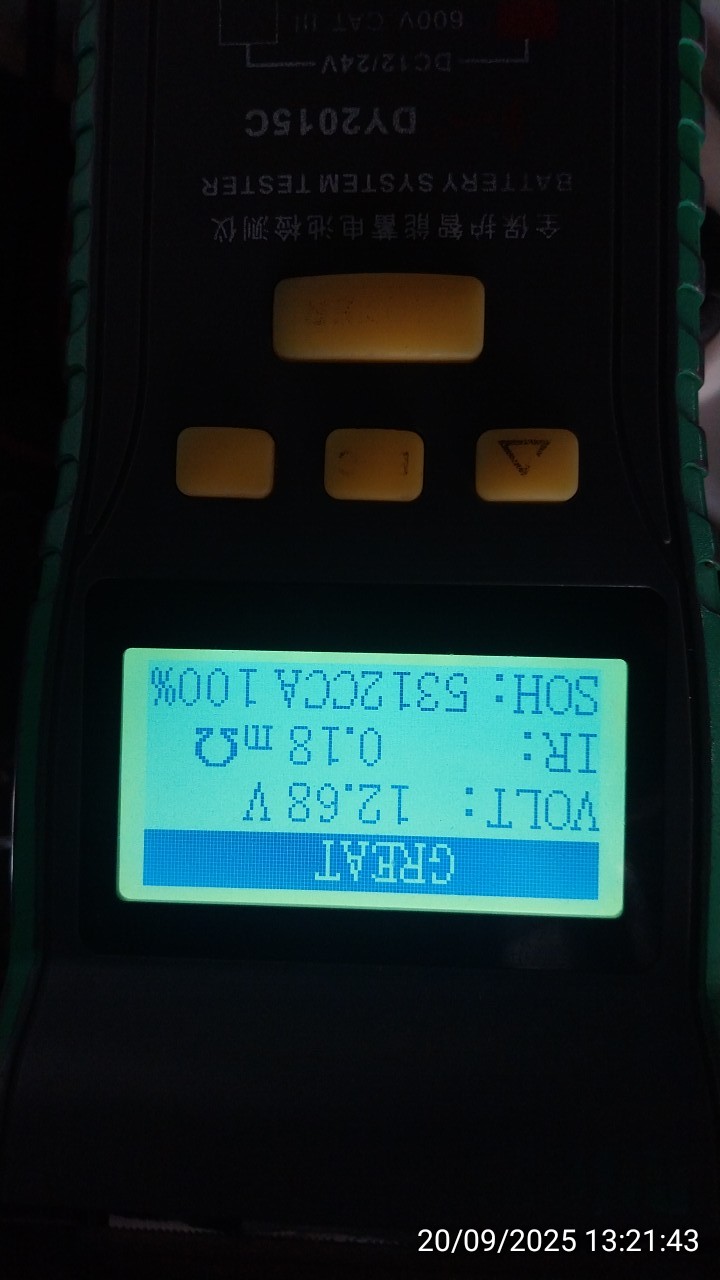 GREAT
VOLT: 12.68 V
IR: 0.18 mΩ
SOH: 5312CCA 100%
全保护智能蓄电池检测仪
BATTERY SYSTEM TESTER
DY2015C
DC12/24V
600V CAT III
20/09/2025 13:21:43